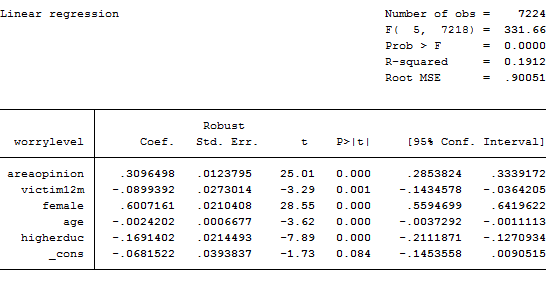 Linear regression Number of obs = 7224
F( 5, 7218) = 331.66
Prob > F = 0.0000
R-squared = 0.1912
Root MSE = .90051
Robust
worrylevel Coef. Std. Err. t P>|t| [95% Conf. Interval]
areaopinion .3096498 .0123795 25.01 0.000 .2853824 .3339172
victim12m -.0899392 .0273014 -3.29 0.001 -.1434578 -.0364205
female .6007161 .0210408 28.55 0.000 .5594699 .6419622
age -.0024202 .0006677 -3.62 0.000 -.0037292 -.0011113
higherduc -.1691402 .0214493 -7.89 0.000 -.2111871 -.1270934
_cons -.0681522 .0393837 -1.73 0.084 -.1453558 .0090515